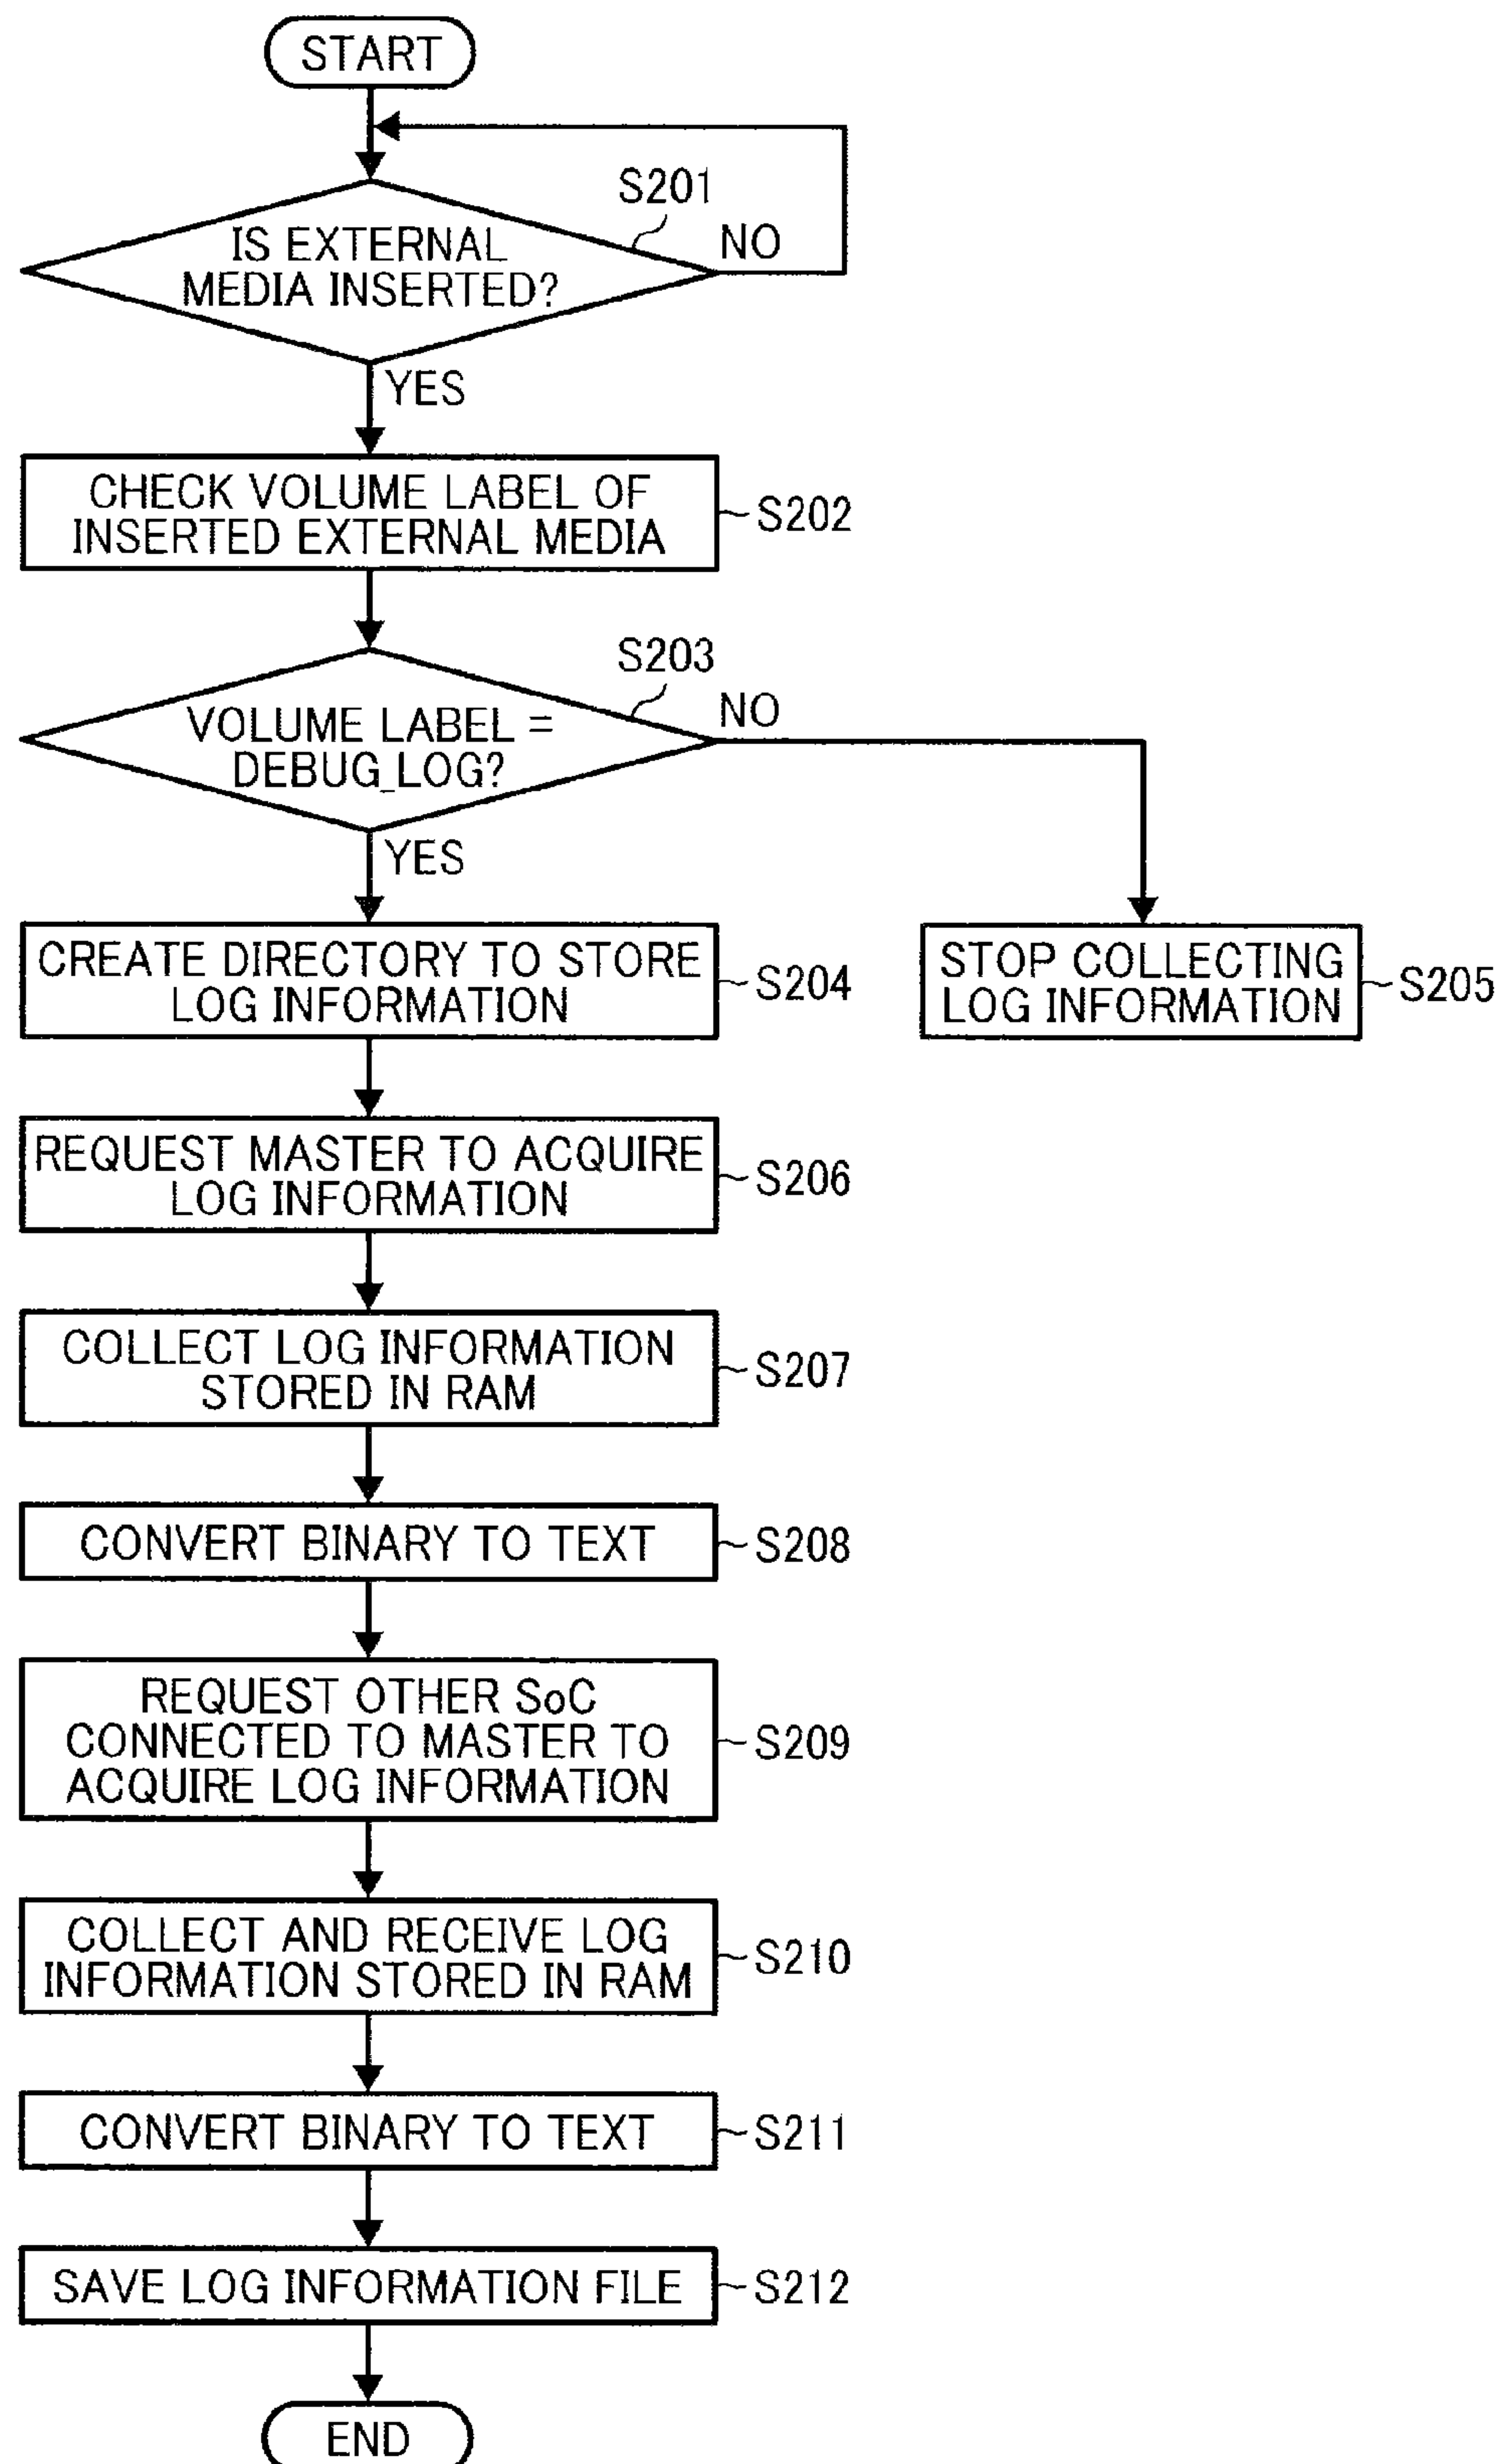 START
S201
IS EXTERNAL
MEDIA INSERTED?
NO
YES
CHECK VOLUME LABEL OF
INSERTED EXTERNAL MEDIA
S202
S203
VOLUME LABEL =
DEBUG_LOG?
NO
YES
CREATE DIRECTORY TO STORE
LOG INFORMATION
S204
STOP COLLECTING
LOG INFORMATION
S205
REQUEST MASTER TO ACQUIRE
LOG INFORMATION
S206
COLLECT LOG INFORMATION
STORED IN RAM
S207
CONVERT BINARY TO TEXT
S208
REQUEST OTHER SoC
CONNECTED TO MASTER TO
ACQUIRE LOG INFORMATION
S209
COLLECT AND RECEIVE LOG
INFORMATION STORED IN RAM
S210
CONVERT BINARY TO TEXT
S211
SAVE LOG INFORMATION FILE
S212
END